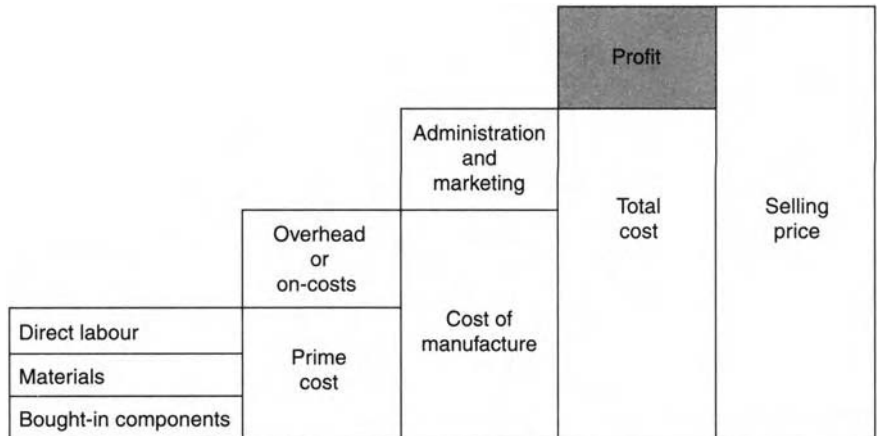 Profit
Administration
and
marketing
Total
cost
Selling
price
Overhead
or
on-costs
Cost of
manufacture
Direct labour
Materials
Bought-in components
Prime
cost